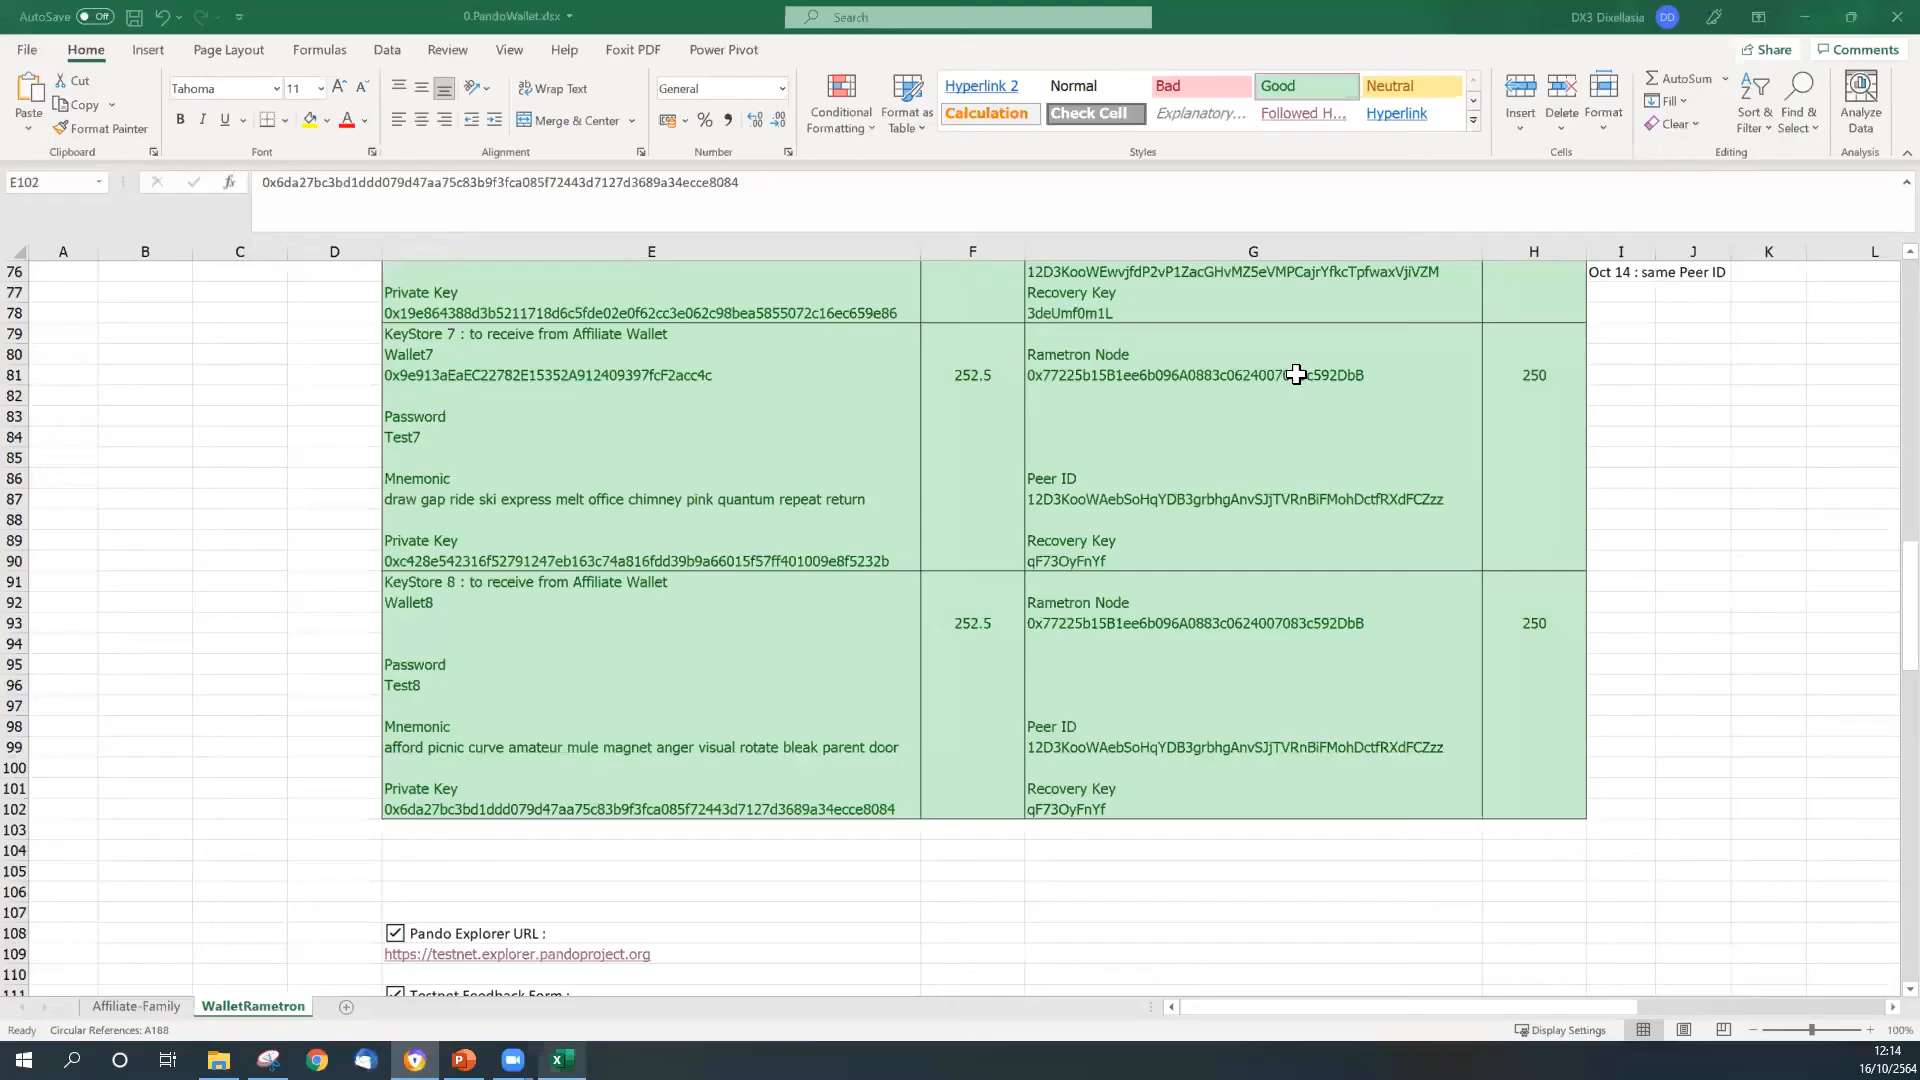 AutoSave Off 0.PandoWallet.xlsx Search DX3 Dixellasia DD
File Home Insert Page Layout Formulas Data Review View Help Foxit PDF Power Pivot Share Comments
Paste Cut Copy Format Painter Clipboard
Tahoma 11 B I U A Font
Wrap Text Merge & Center Alignment
General % Number
Conditional Formatting Format as Table
Hyperlink 2 Normal Bad Good Neutral
Calculation Check Cell Explanatory... Followed H... Hyperlink
Styles
Insert Delete Format Cells
AutoSum Fill Clear Sort & Filter Find & Select Editing
Analyze Data Analysis
E102 fx 0x6da27bc3bd1ddd079d47aa75c83b9f3fca085f72443d7127d3689a34ecce8084
A B C D E F G H I J K L
76 12D3KooWEwvjfdP2vP1ZacGHvMZ5eVMPCajrYfkcTpfwaxVjiVZM Oct 14 : same Peer ID
77 Private Key Recovery Key
78 0x19e864388d3b5211718d6c5fde02e0f62cc3e062c98bea5855072c16ec659e86 3deUmf0m1L
79 KeyStore 7 : to receive from Affiliate Wallet
80 Wallet7 Rametron Node
81 0x9e913aEaEC22782E15352A912409397fcF2acc4c 252.5 0x77225b15B1ee6b096A0883c06240070 c592DbB 250
82
83 Password
84 Test7
85
86 Mnemonic Peer ID
87 draw gap ride ski express melt office chimney pink quantum repeat return 12D3KooWAebSoHqYDB3grbhgAnvSJjTVRnBiFMohDctfRXdFCZzz
88
89 Private Key Recovery Key
90 0xc428e542316f52791247eb163c74a816fdd39b9a66015f57ff401009e8f5232b qF73OyFnYf
91 KeyStore 8 : to receive from Affiliate Wallet
92 Wallet8 Rametron Node
93 252.5 0x77225b15B1ee6b096A0883c0624007083c592DbB 250
94
95 Password
96 Test8
97
98 Mnemonic Peer ID
99 afford picnic curve amateur mule magnet anger visual rotate bleak parent door 12D3KooWAebSoHqYDB3grbhgAnvSJjTVRnBiFMohDctfRXdFCZzz
100
101 Private Key Recovery Key
102 0x6da27bc3bd1ddd079d47aa75c83b9f3fca085f72443d7127d3689a34ecce8084 qF73OyFnYf
103
104
105
106
107
108 Pando Explorer URL :
109 https://testnet.explorer.pandoproject.org
110
111 Testnet Feedback Form :
Affiliate-Family WalletRametron
Ready Circular References: A188 Display Settings 100%
12:14
16/10/2564